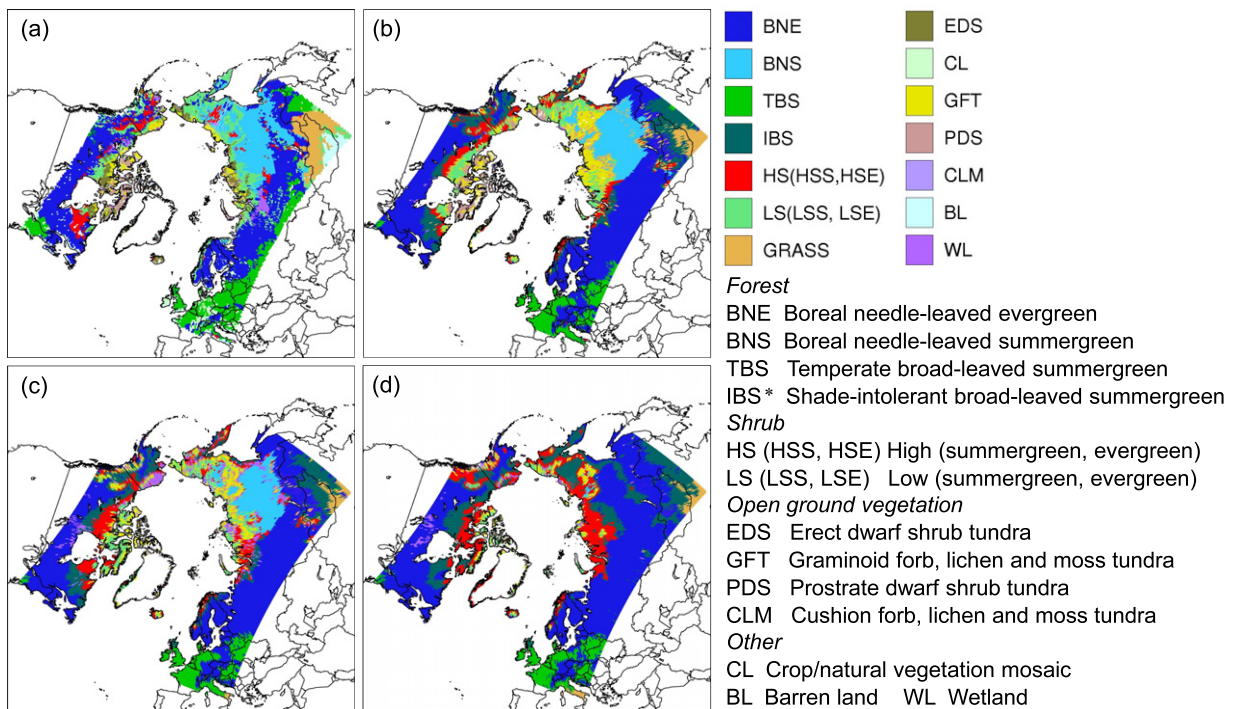 (a)
(b)
(c)
(d)
BNE
BNS
TBS
IBS
HS(HSS,HSE)
LS(LSS, LSE)
GRASS
EDS
CL
GFT
PDS
CLM
BL
WL
Forest
BNE Boreal needle-leaved evergreen
BNS Boreal needle-leaved summergreen
TBS Temperate broad-leaved summergreen
IBS* Shade-intolerant broad-leaved summergreen
Shrub
HS (HSS, HSE) High (summergreen, evergreen)
LS (LSS, LSE) Low (summergreen, evergreen)
Open ground vegetation
EDS Erect dwarf shrub tundra
GFT Graminoid forb, lichen and moss tundra
PDS Prostrate dwarf shrub tundra
CLM Cushion forb, lichen and moss tundra
Other
CL Crop/natural vegetation mosaic
BL Barren land WL Wetland